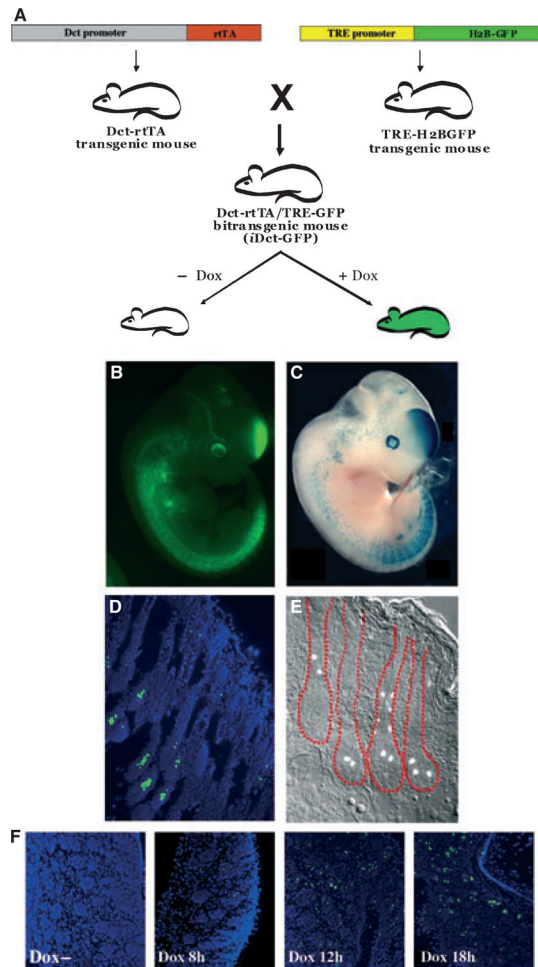 A
Dct promoter rtTA
TRE promoter H2B-GFP
X
Dct-rtTA
transgenic mouse
TRE-H2BGFP
transgenic mouse
Dct-rtTA/TRE-GFP
bitransgenic mouse
(iDct-GFP)
– Dox
+ Dox
B
C
D
E
F
Dox–
Dox 8h
Dox 12h
Dox 18h